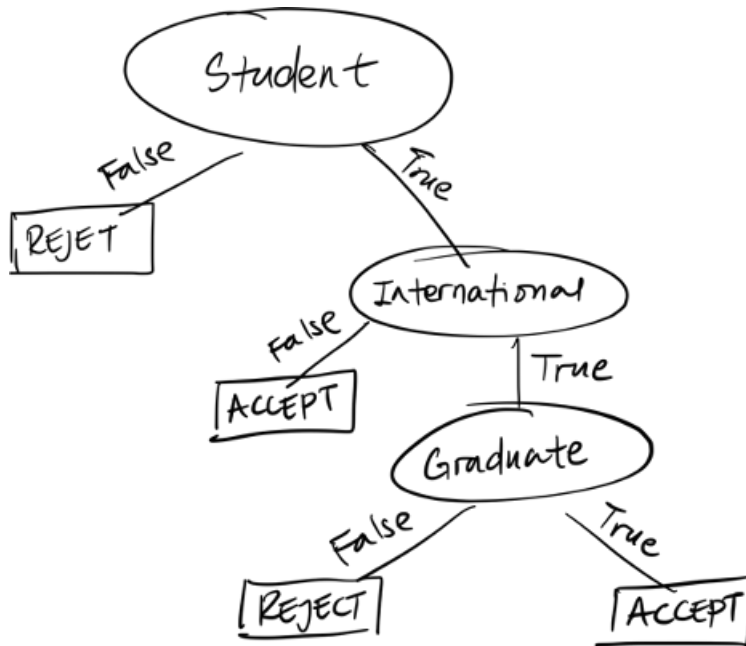 Student
False
True
REJET
International
False
True
ACCEPT
Graduate
False
True
REJECT
ACCEPT